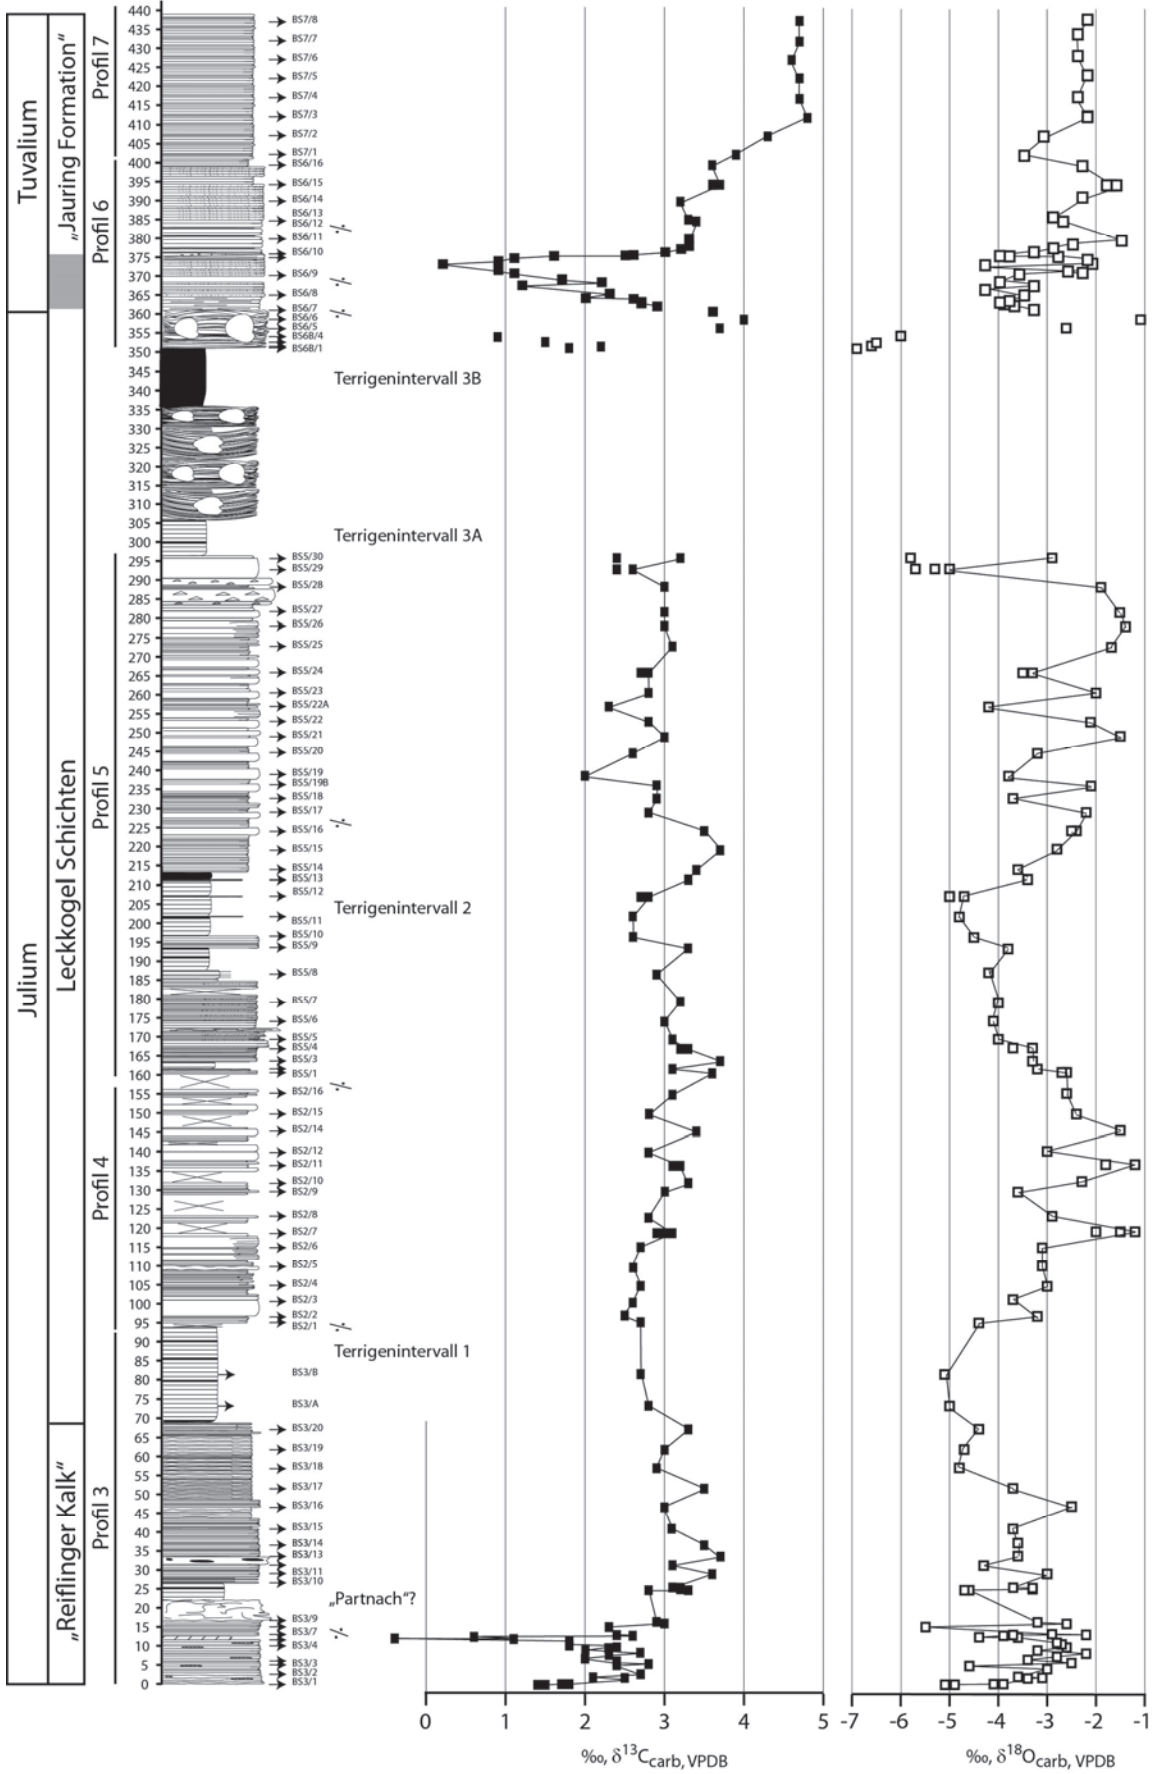 Tuvalium
Julium
„Jauring Formation“
Leckkogel Schichten
„Reiflinger Kalk“
Profil 7
Profil 6
Profil 5
Profil 4
Profil 3
440
435
430
425
420
415
410
405
400
395
390
385
380
375
370
365
360
355
350
345
340
335
330
325
320
315
310
305
300
295
290
285
280
275
270
265
260
255
250
245
240
235
230
225
220
215
210
205
200
195
190
185
180
175
170
165
160
155
150
145
140
135
130
125
120
115
110
105
100
95
90
85
80
75
70
65
60
55
50
45
40
35
30
25
20
15
10
5
0
BS7/8
BS7/7
BS7/6
BS7/5
BS7/4
BS7/3
BS7/2
BS7/1
BS6/16
BS6/15
BS6/14
BS6/13
BS6/12
BS6/11
BS6/10
BS6/9
BS6/8
BS6/7
BS6/6
BS6/5
BS6B/4
BS6B/1
Terrigenintervall 3B
Terrigenintervall 3A
BS5/30
BS5/29
BS5/28
BS5/27
BS5/26
BS5/25
BS5/24
BS5/23
BS5/22A
BS5/22
BS5/21
BS5/20
BS5/19
BS5/19B
BS5/18
BS5/17
BS5/16
BS5/15
BS5/14
BS5/13
BS5/12
Terrigenintervall 2
BS5/11
BS5/10
BS5/9
BS5/8
BS5/7
BS5/6
BS5/5
BS5/4
BS5/3
BS5/1
BS2/16
BS2/15
BS2/14
BS2/12
BS2/11
BS2/10
BS2/9
BS2/8
BS2/7
BS2/6
BS2/5
BS2/4
BS2/3
BS2/2
BS2/1
Terrigenintervall 1
BS3/B
BS3/A
BS3/20
BS3/19
BS3/18
BS3/17
BS3/16
BS3/15
BS3/14
BS3/13
BS3/11
BS3/10
„Partnach“?
BS3/9
BS3/7
BS3/4
BS3/3
BS3/2
BS3/1
0 1 2 3 4 5
‰, δ13Ccarb, VPDB
-7 -6 -5 -4 -3 -2 -1
‰, δ18Ocarb, VPDB